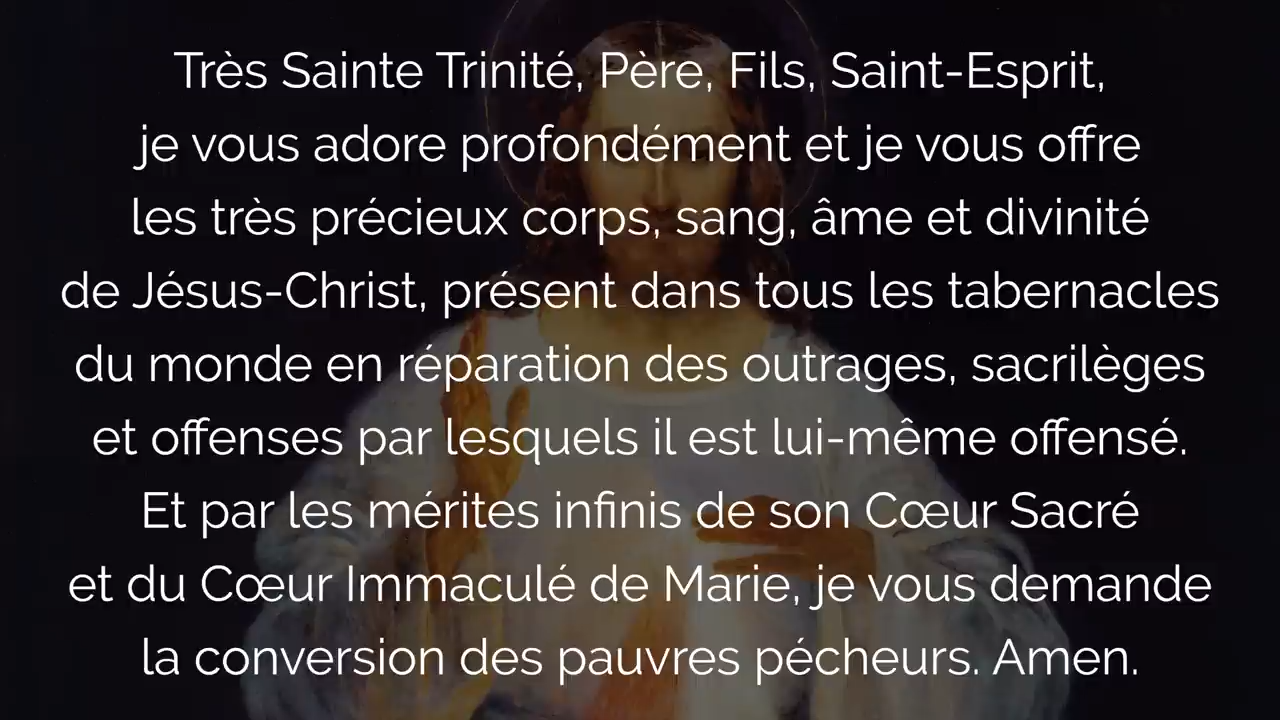 Très Sainte Trinité, Père, Fils, Saint-Esprit,
je vous adore profondément et je vous offre
les très précieux corps, sang, âme et divinité
de Jésus-Christ, présent dans tous les tabernacles
du monde en réparation des outrages, sacrilèges
et offenses par lesquels il est lui-même offensé.
Et par les mérites infinis de son Cœur Sacré
et du Cœur Immaculé de Marie, je vous demande
la conversion des pauvres pécheurs. Amen.